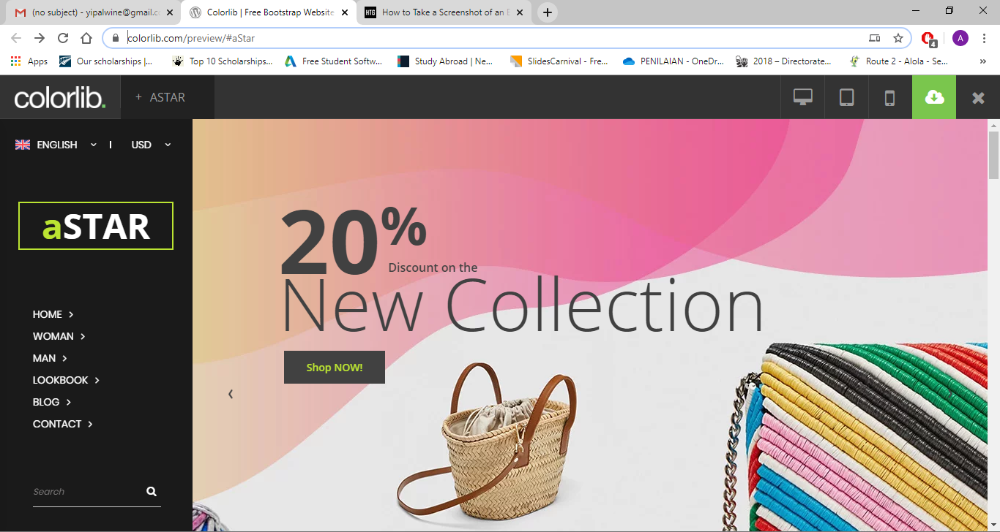 (no subject) - yipalwine@gmail.c
Colorlib | Free Bootstrap Website
HTG How to Take a Screenshot of an E
colorlib.com/preview/#aStar
4
A
Apps
Our scholarships |...
Top 10 Scholarships...
Free Student Softw...
Study Abroad | Ne...
SlidesCarnival - Fre...
PENILAIAN - OneDr...
2018 – Directorate...
Route 2 - Alola - Se...
colorlib.
+ ASTAR
ENGLISH
USD
aSTAR
HOME
WOMAN
MAN
LOOKBOOK
BLOG
CONTACT
Search
20%
Discount on the
New Collection
Shop NOW!